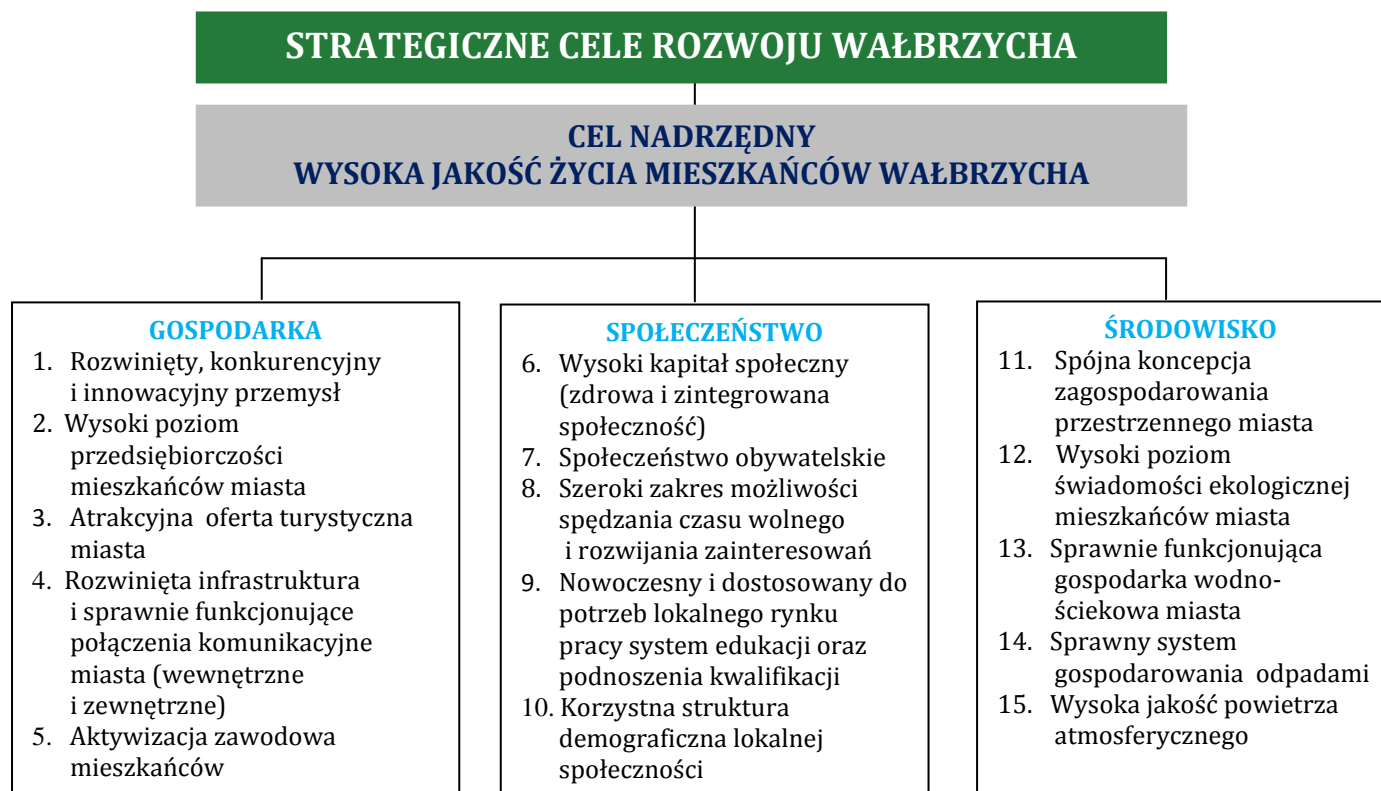 STRATEGICZNE CELE ROZWOJU WAŁBRZYCHA
CEL NADRZĘDNY
WYSOKA JAKOŚĆ ŻYCIA MIESZKAŃCÓW WAŁBRZYCHA
GOSPODARKA
1. Rozwinięty, konkurencyjny
i innowacyjny przemysł
2. Wysoki poziom
przedsiębiorczości
mieszkańców miasta
3. Atrakcyjna oferta turystyczna
miasta
4. Rozwinięta infrastruktura
i sprawnie funkcjonujące
połączenia komunikacyjne
miasta (wewnętrzne
i zewnętrzne)
5. Aktywizacja zawodowa
mieszkańców
SPOŁECZEŃSTWO
6. Wysoki kapitał społeczny
(zdrowa i zintegrowana
społeczność)
7. Społeczeństwo obywatelskie
8. Szeroki zakres możliwości
spędzania czasu wolnego
i rozwijania zainteresowań
9. Nowoczesny i dostosowany do
potrzeb lokalnego rynku
pracy system edukacji oraz
podnoszenia kwalifikacji
10. Korzystna struktura
demograficzna lokalnej
społeczności
ŚRODOWISKO
11. Spójna koncepcja
zagospodarowania
przestrzennego miasta
12. Wysoki poziom
świadomości ekologicznej
mieszkańców miasta
13. Sprawnie funkcjonująca
gospodarka wodno-
ściekowa miasta
14. Sprawny system
gospodarowania odpadami
15. Wysoka jakość powietrza
atmosferycznego